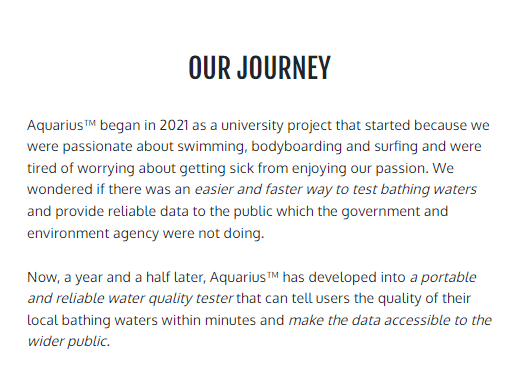 OUR JOURNEY
Aquarius™ began in 2021 as a university project that started because we
were passionate about swimming, bodyboarding and surfing and were
tired of worrying about getting sick from enjoying our passion. We
wondered if there was an easier and faster way to test bathing waters
and provide reliable data to the public which the government and
environment agency were not doing.
Now, a year and a half later, Aquarius™ has developed into a portable
and reliable water quality tester that can tell users the quality of their
local bathing waters within minutes and make the data accessible to the
wider public.